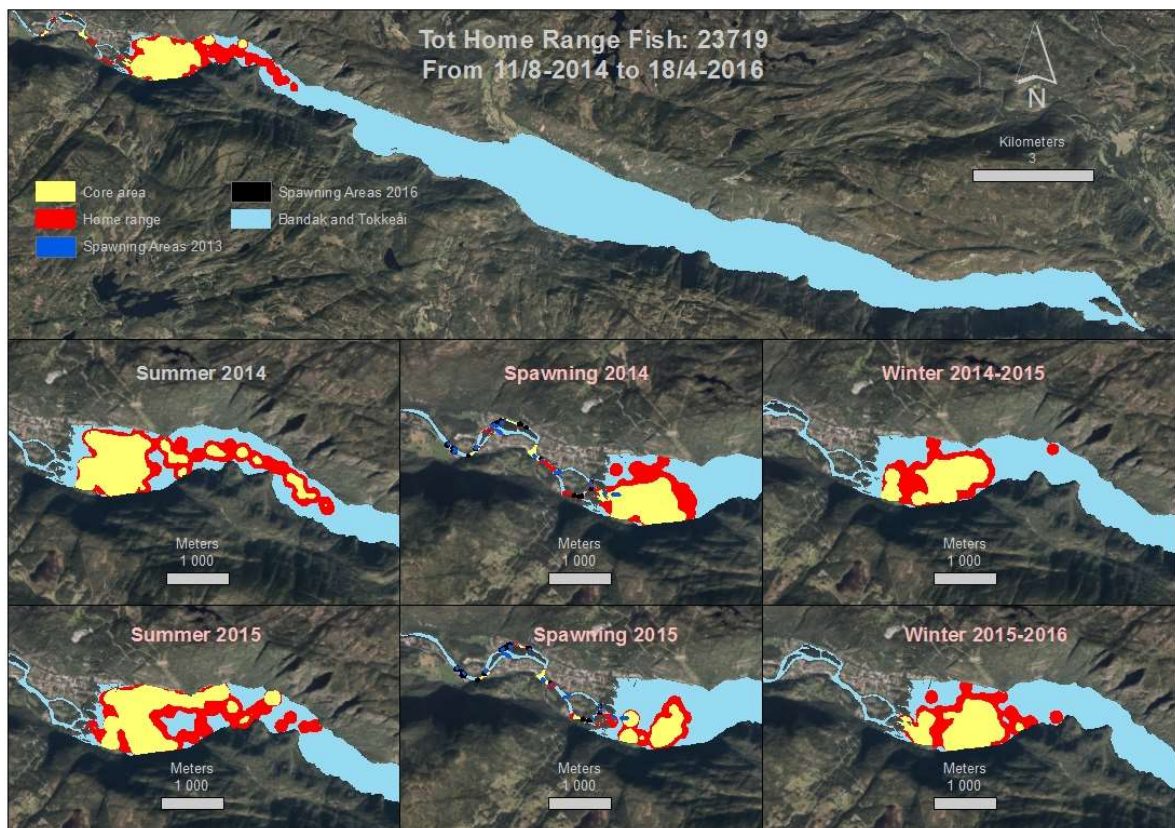 Tot Home Range Fish: 23719
From 11/8-2014 to 18/4-2016
N
Kilometers
3
Core area
Home range
Spawning Areas 2013
Spawning Areas 2016
Bandak and Tokkeåi
Summer 2014
Meters
1 000
Spawning 2014
Meters
1 000
Winter 2014-2015
Meters
1 000
Summer 2015
Meters
1 000
Spawning 2015
Meters
1 000
Winter 2015-2016
Meters
1 000